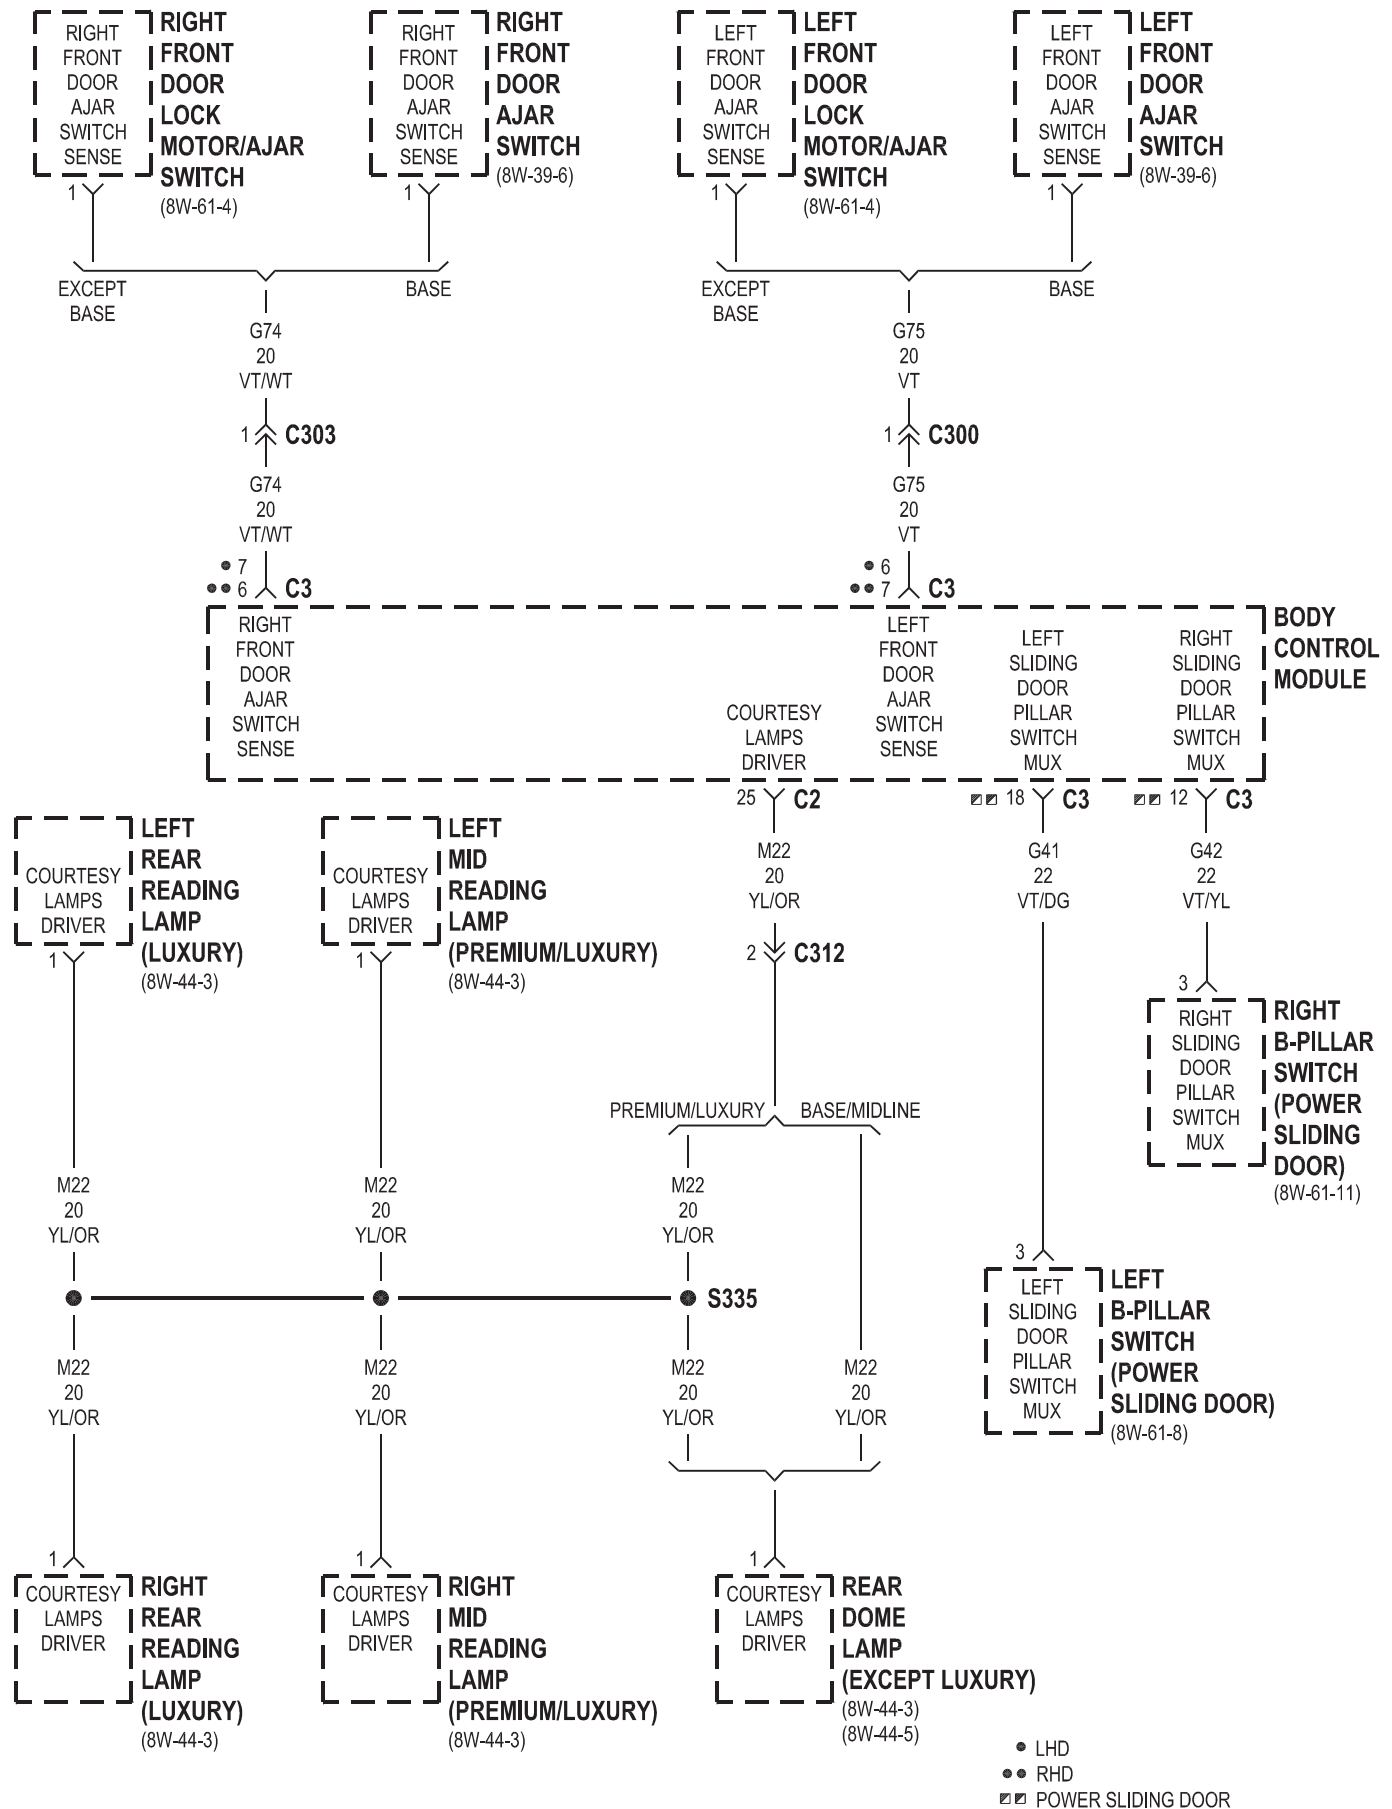 RIGHT
FRONT
DOOR
AJAR
SWITCH
SENSE
RIGHT
FRONT
DOOR
LOCK
MOTOR/AJAR
SWITCH
(8W-61-4)
1
RIGHT
FRONT
DOOR
AJAR
SWITCH
SENSE
RIGHT
FRONT
DOOR
AJAR
SWITCH
(8W-39-6)
1
LEFT
FRONT
DOOR
AJAR
SWITCH
SENSE
LEFT
FRONT
DOOR
LOCK
MOTOR/AJAR
SWITCH
(8W-61-4)
1
LEFT
FRONT
DOOR
AJAR
SWITCH
SENSE
LEFT
FRONT
DOOR
AJAR
SWITCH
(8W-39-6)
1
EXCEPT
BASE
BASE
EXCEPT
BASE
BASE
G74
20
VT/WT
1 C303
G74
20
VT/WT
7
6 C3
G75
20
VT
1 C300
G75
20
VT
6
7 C3
RIGHT
FRONT
DOOR
AJAR
SWITCH
SENSE
COURTESY
LAMPS
DRIVER
LEFT
FRONT
DOOR
AJAR
SWITCH
SENSE
LEFT
SLIDING
DOOR
PILLAR
SWITCH
MUX
RIGHT
SLIDING
DOOR
PILLAR
SWITCH
MUX
BODY
CONTROL
MODULE
25 C2
18 C3
12 C3
COURTESY
LAMPS
DRIVER
LEFT
REAR
READING
LAMP
(LUXURY)
(8W-44-3)
1
COURTESY
LAMPS
DRIVER
LEFT
MID
READING
LAMP
(PREMIUM/LUXURY)
(8W-44-3)
1
M22
20
YL/OR
2 C312
G41
22
VT/DG
G42
22
VT/YL
3
RIGHT
SLIDING
DOOR
PILLAR
SWITCH
MUX
RIGHT
B-PILLAR
SWITCH
(POWER
SLIDING
DOOR)
(8W-61-11)
PREMIUM/LUXURY
BASE/MIDLINE
M22
20
YL/OR
M22
20
YL/OR
M22
20
YL/OR
S335
3
LEFT
SLIDING
DOOR
PILLAR
SWITCH
MUX
LEFT
B-PILLAR
SWITCH
(POWER
SLIDING DOOR)
(8W-61-8)
M22
20
YL/OR
M22
20
YL/OR
M22
20
YL/OR
M22
20
YL/OR
1
COURTESY
LAMPS
DRIVER
RIGHT
REAR
READING
LAMP
(LUXURY)
(8W-44-3)
1
COURTESY
LAMPS
DRIVER
RIGHT
MID
READING
LAMP
(PREMIUM/LUXURY)
(8W-44-3)
1
COURTESY
LAMPS
DRIVER
REAR
DOME
LAMP
(EXCEPT LUXURY)
(8W-44-3)
(8W-44-5)
LHD
RHD
POWER SLIDING DOOR